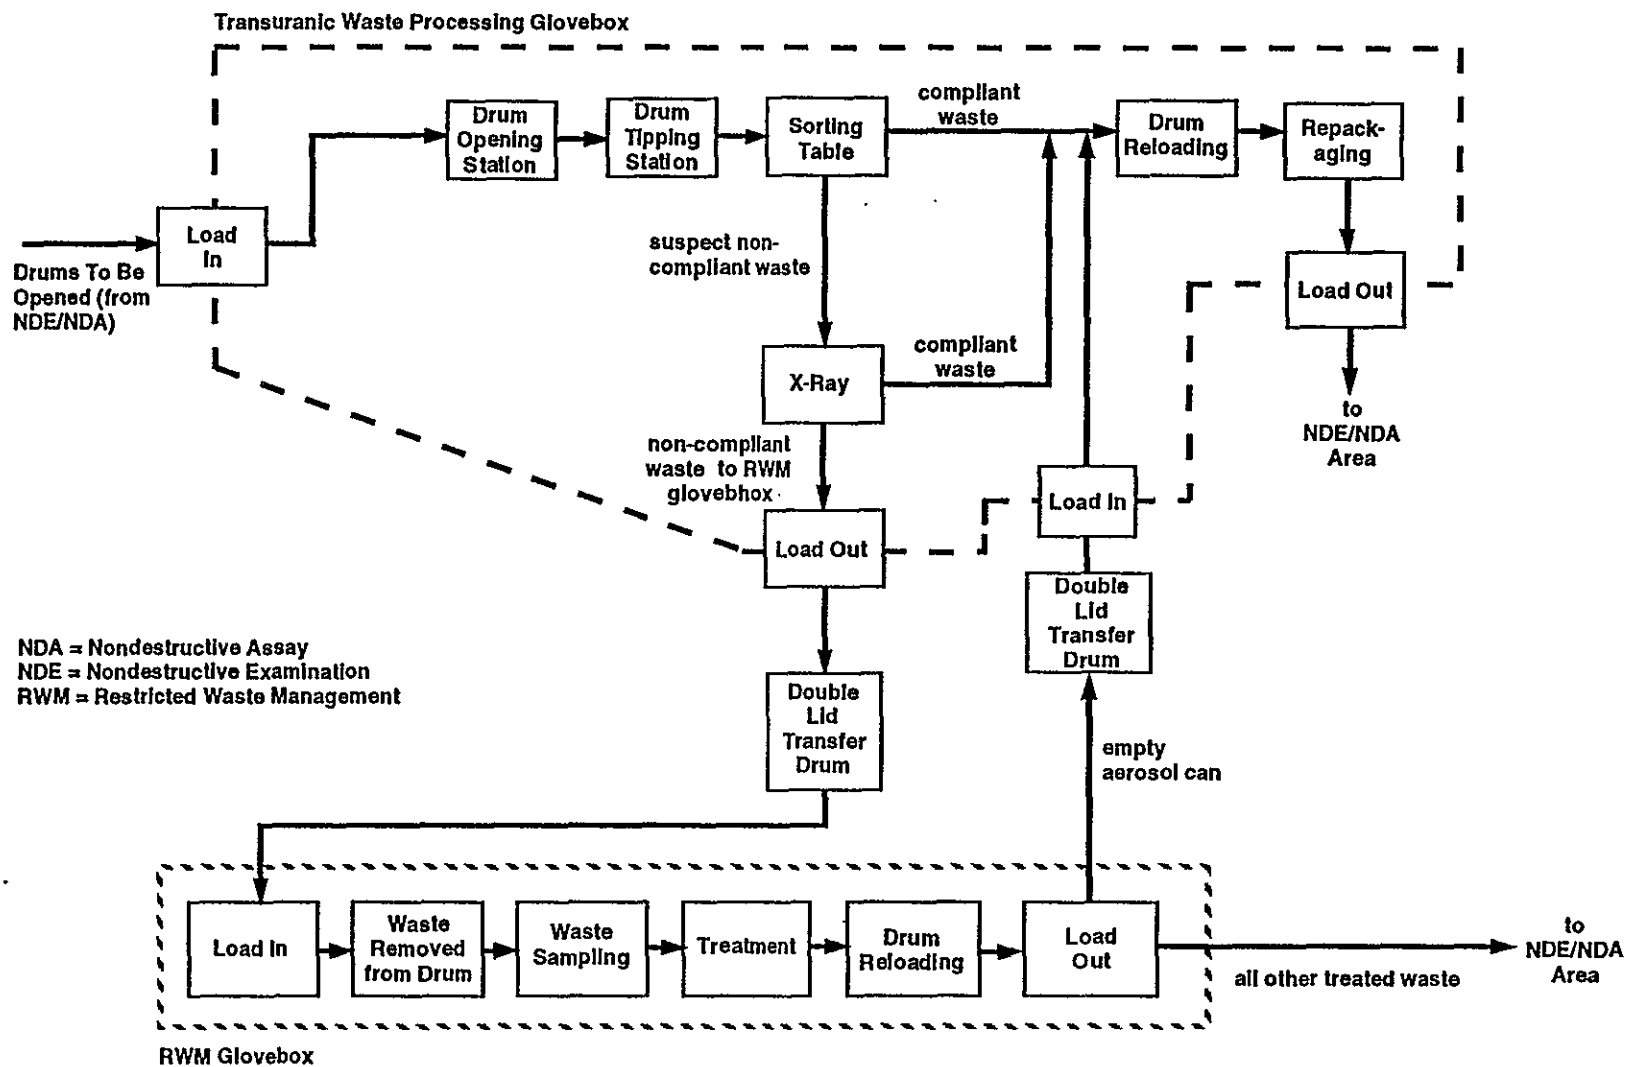 Transuranic Waste Processing Glovebox
Drum
Opening
Station
Drum
Tipping
Station
Sorting
Table
compliant
waste
Drum
Reloading
Repack-
aging
Load
In
Drums To Be
Opened (from
NDE/NDA)
suspect non-
compliant waste
Load Out
to
NDE/NDA
Area
X-Ray
compliant
waste
non-compliant
waste to RWM
glovebhox
Load Out
Load In
Double
Lid
Transfer
Drum
NDA = Nondestructive Assay
NDE = Nondestructive Examination
RWM = Restricted Waste Management
Double
Lid
Transfer
Drum
empty
aerosol can
Load In
Waste
Removed
from Drum
Waste
Sampling
Treatment
Drum
Reloading
Load
Out
all other treated waste
to
NDE/NDA
Area
RWM Glovebox